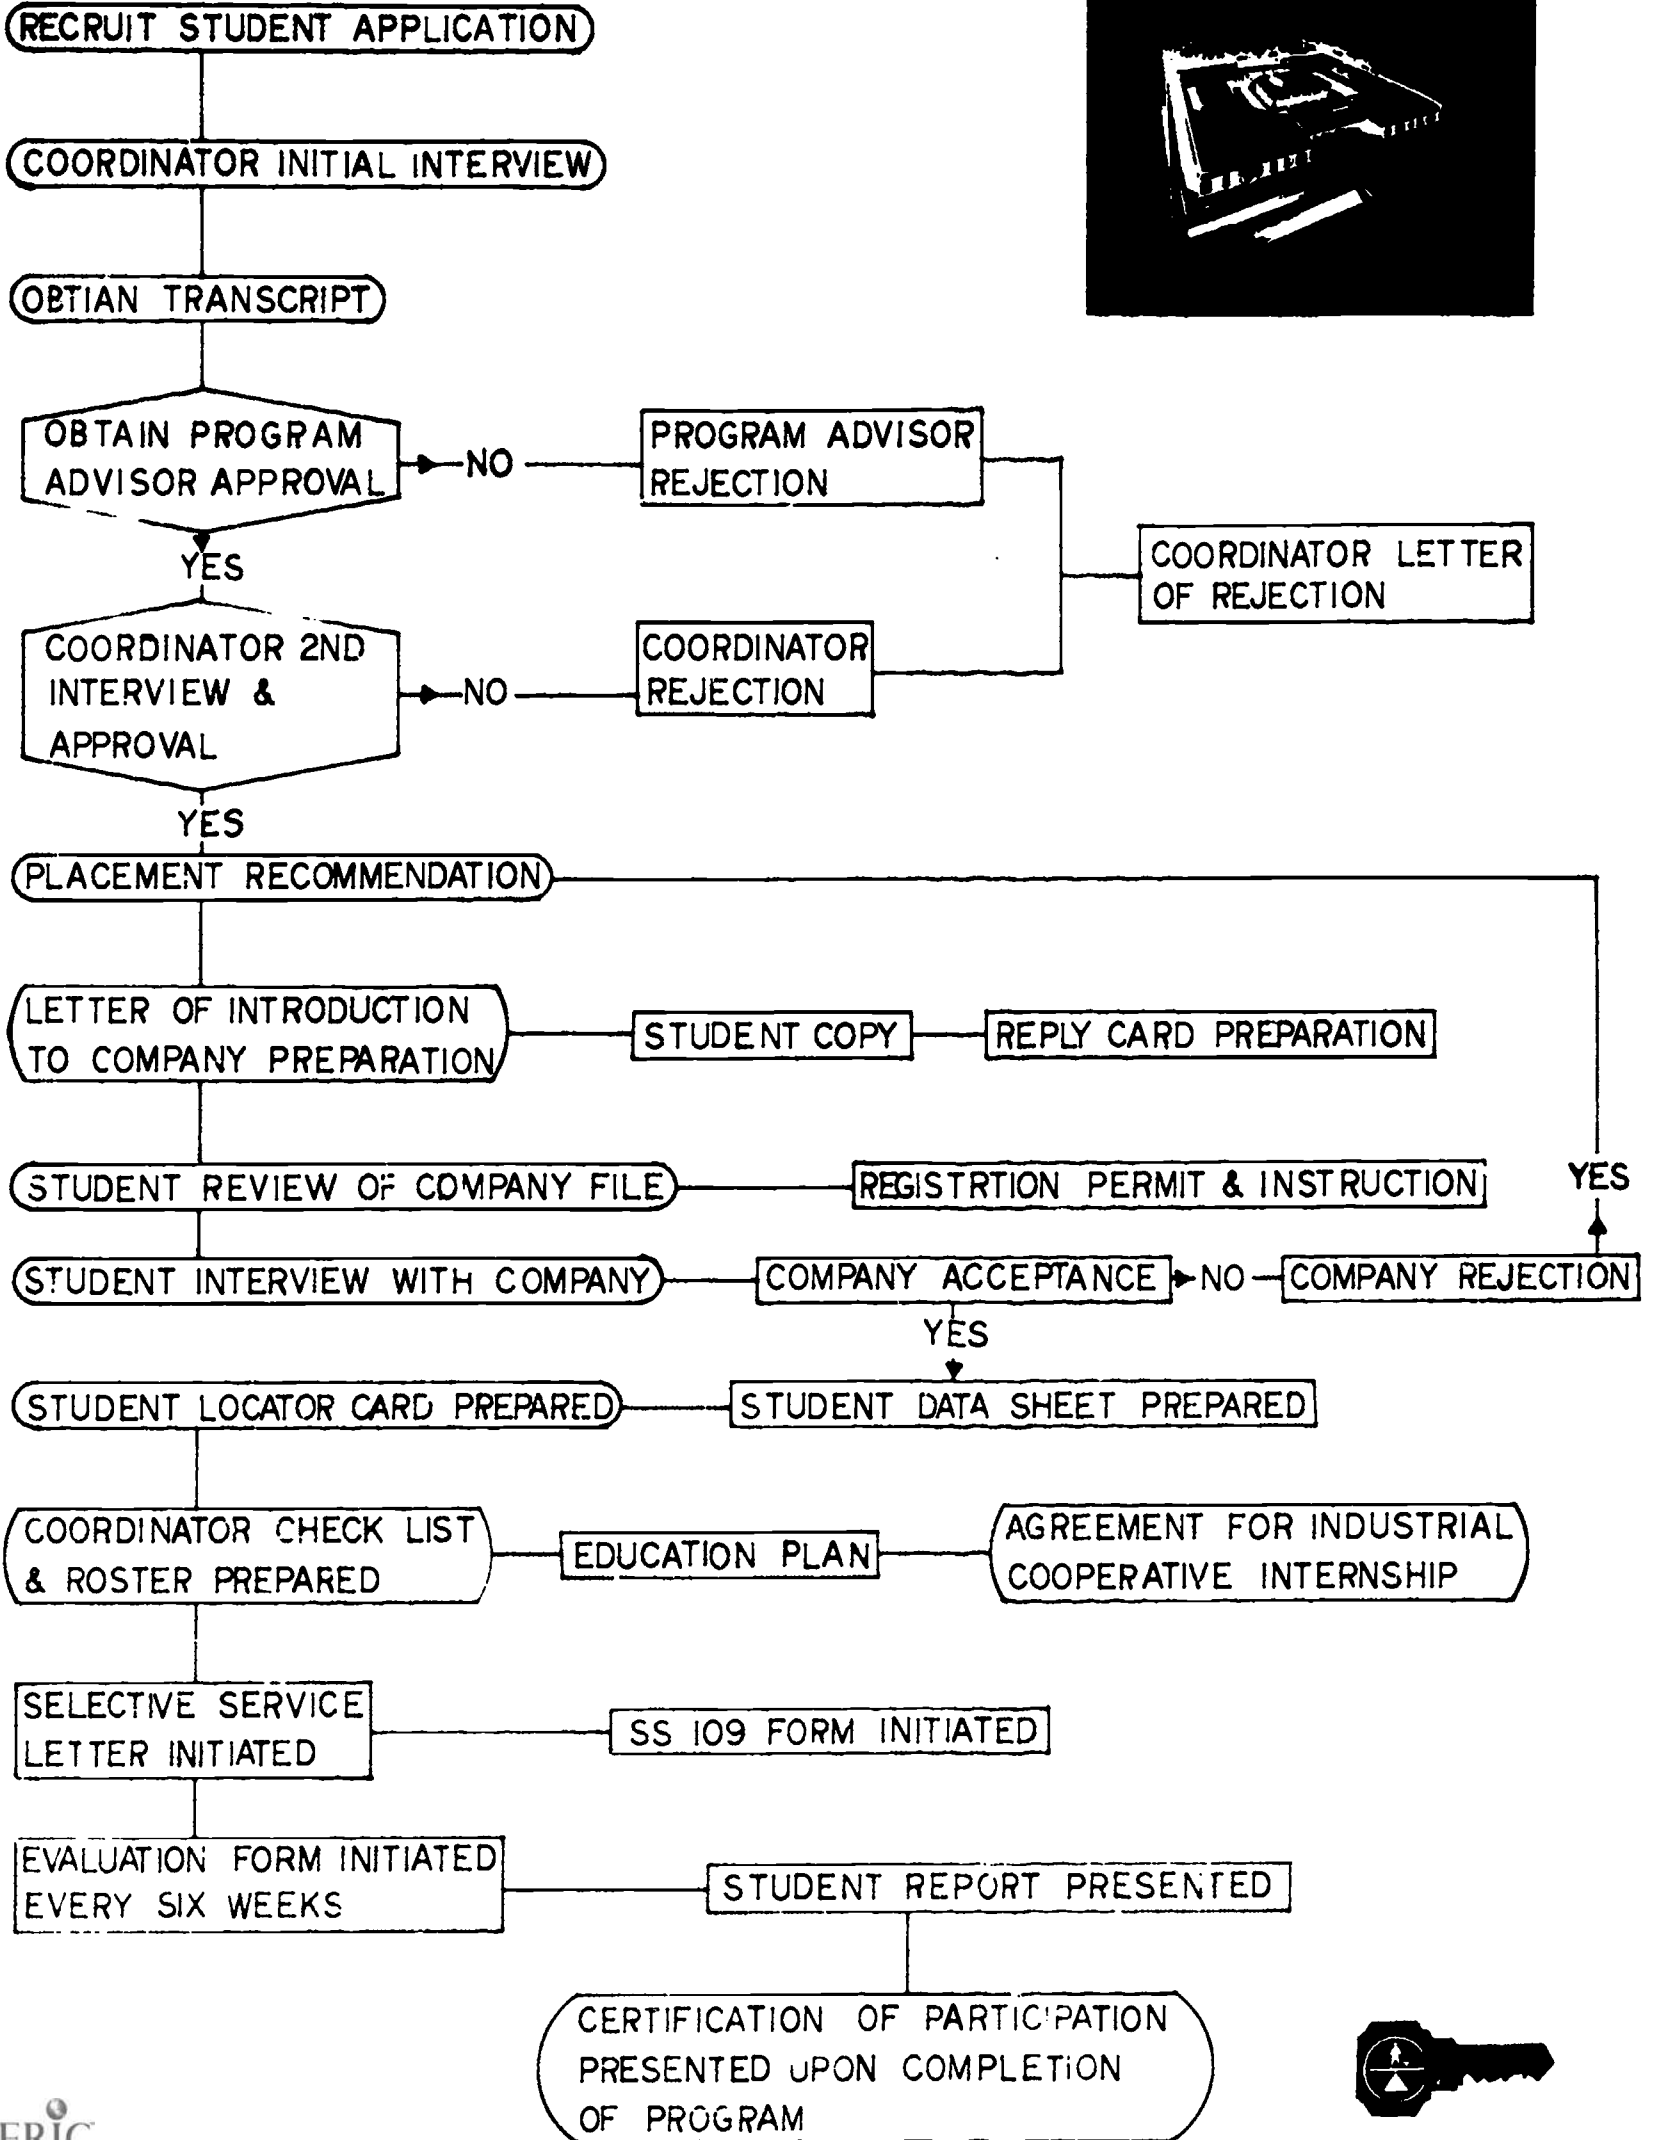 RECRUIT STUDENT APPLICATION
COORDINATOR INITIAL INTERVIEW
OBTIAN TRANSCRIPT
OBTAIN PROGRAM
ADVISOR APPROVAL
NO
PROGRAM ADVISOR
REJECTION
YES
COORDINATOR LETTER
OF REJECTION
COORDINATOR 2ND
INTERVIEW &
APPROVAL
NO
COORDINATOR
REJECTION
YES
PLACEMENT RECOMMENDATION
LETTER OF INTRODUCTION
TO COMPANY PREPARATION
STUDENT COPY
REPLY CARD PREPARATION
STUDENT REVIEW OF COMPANY FILE
REGISTRTION PERMIT & INSTRUCTION
YES
STUDENT INTERVIEW WITH COMPANY
COMPANY ACCEPTANCE
NO
COMPANY REJECTION
YES
STUDENT LOCATOR CARD PREPARED
STUDENT DATA SHEET PREPARED
COORDINATOR CHECK LIST
& ROSTER PREPARED
EDUCATION PLAN
AGREEMENT FOR INDUSTRIAL
COOPERATIVE INTERNSHIP
SELECTIVE SERVICE
LETTER INITIATED
SS 109 FORM INITIATED
EVALUATION FORM INITIATED
EVERY SIX WEEKS
STUDENT REPORT PRESENTED
CERTIFICATION OF PARTICIPATION
PRESENTED UPON COMPLETION
OF PROGRAM
ERIC